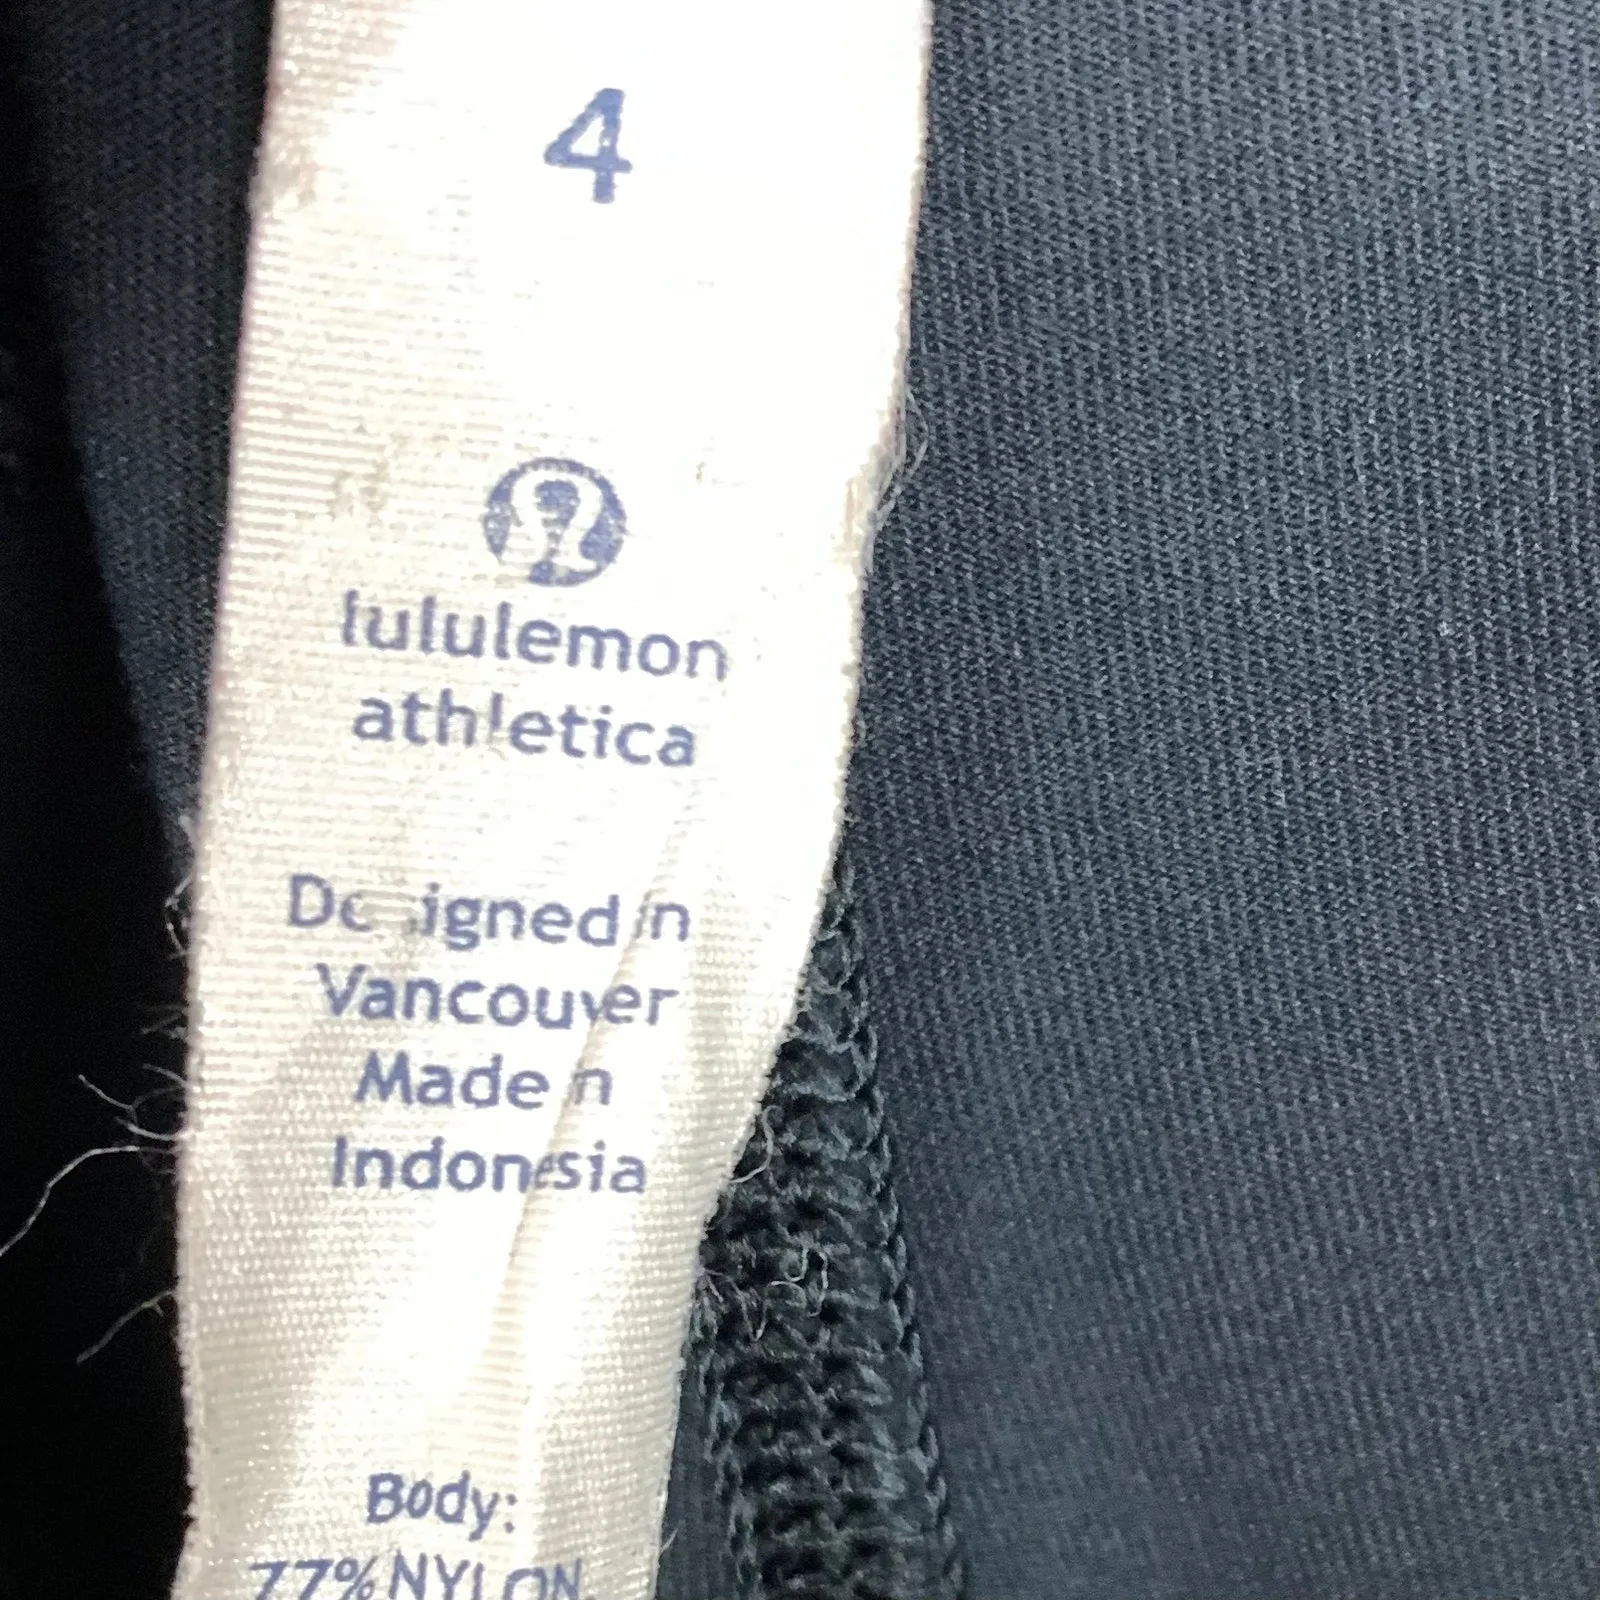 4
lululemon
athletica
Designed in
Vancouver
Made in
Indonesia
Body:
77% NYLON,